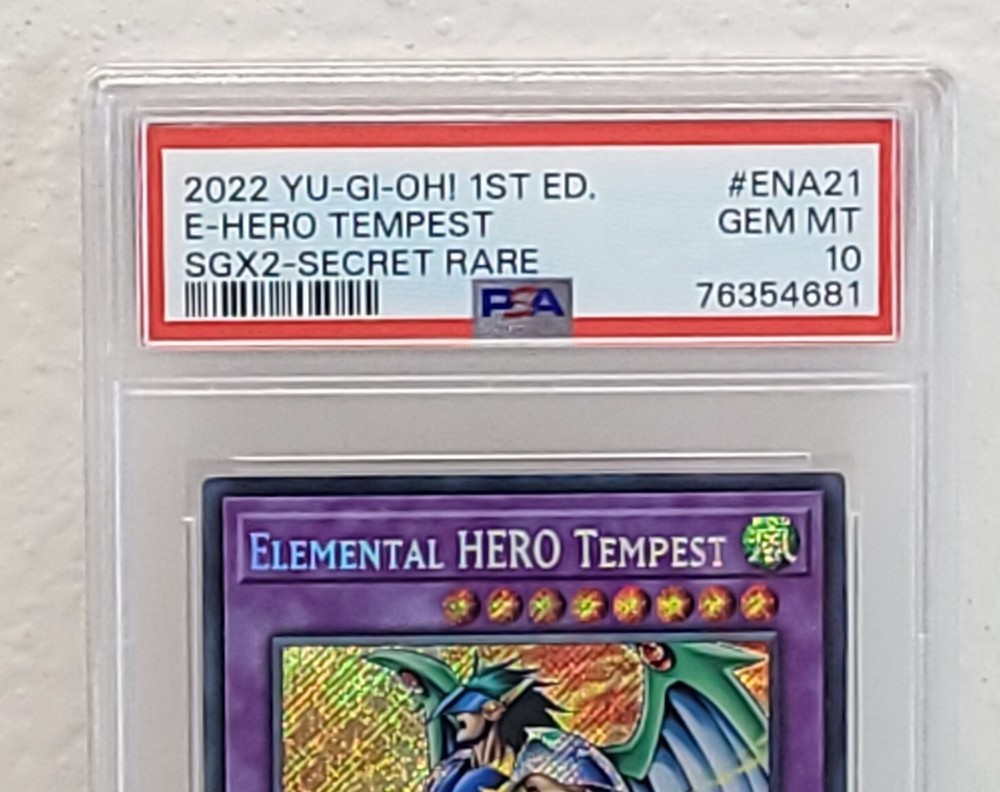 2022 YU-GI-OH! 1ST ED. #ENA21
E-HERO TEMPEST GEM MT
SGX2-SECRET RARE 10
PSA 76354681
ELEMENTAL HERO TEMPEST 風